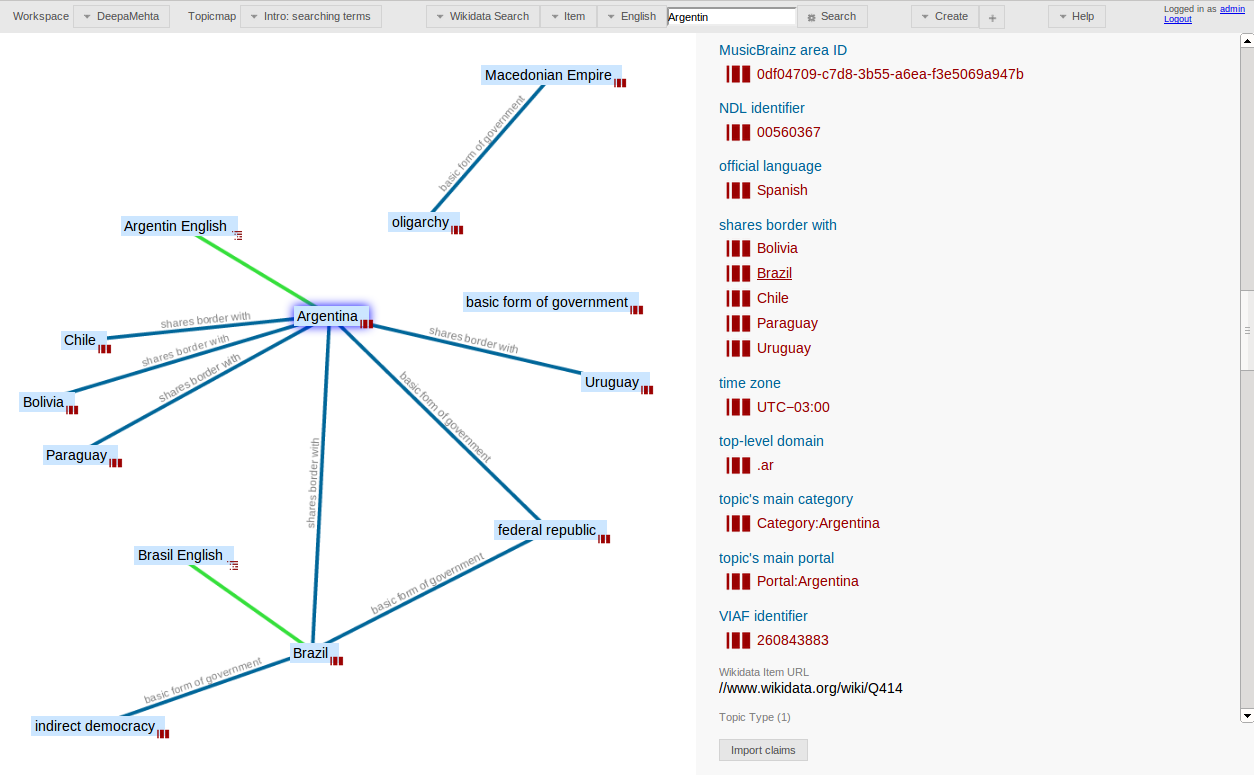 Workspace DeepaMehta Topicmap Intro: searching terms Wikidata Search Item English Argentin Search Create + Help Logged in as admin
Logout
Macedonian Empire
basic form of government
oligarchy
Argentin English
basic form of government
Argentina
shares border with
Chile
shares border with
Bolivia
shares border with
Paraguay
shares border with
Uruguay
basic form of government
shares border with
federal republic
Brasil English
basic form of government
Brazil
basic form of government
indirect democracy
MusicBrainz area ID
0df04709-c7d8-3b55-a6ea-f3e5069a947b
NDL identifier
00560367
official language
Spanish
shares border with
Bolivia
Brazil
Chile
Paraguay
Uruguay
time zone
UTC−03:00
top-level domain
.ar
topic's main category
Category:Argentina
topic's main portal
Portal:Argentina
VIAF identifier
260843883
Wikidata Item URL
//www.wikidata.org/wiki/Q414
Topic Type (1)
Import claims